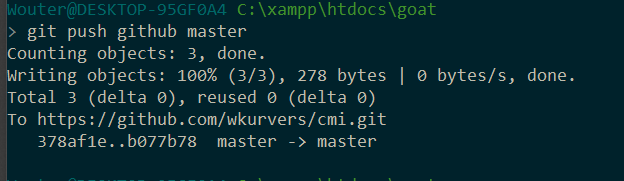 Wouter@DESKTOP-95GF0A4 C:\xampp\htdocs\goat
> git push github master
Counting objects: 3, done.
Writing objects: 100% (3/3), 278 bytes | 0 bytes/s, done.
Total 3 (delta 0), reused 0 (delta 0)
To https://github.com/wkurvers/cmi.git
   378af1e..b077b78  master -> master